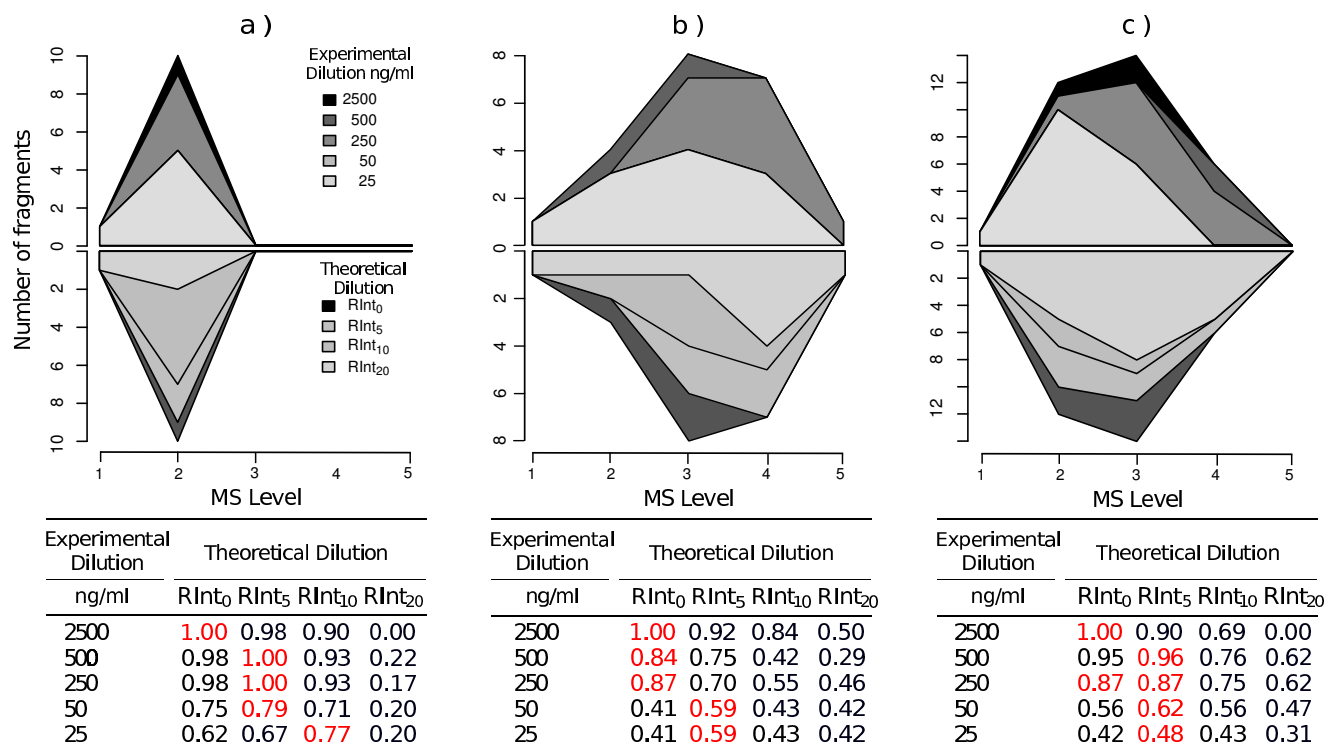 a)
b)
c)
Number of fragments
10
8
6
4
2
0
2
4
6
8
10
Experimental
Dilution ng/ml
2500
500
250
50
25
Theoretical
Dilution
RInt0
RInt5
RInt10
RInt20
1 2 3 4 5
MS Level
8
6
4
2
0
2
4
6
8
1 2 3 4 5
MS Level
12
8
6
4
2
0
2
4
6
8
12
1 2 3 4 5
MS Level
Experimental
Dilution
Theoretical Dilution
ng/ml RInt0 RInt5 RInt10 RInt20
2500 1.00 0.98 0.90 0.00
500 0.98 1.00 0.93 0.22
250 0.98 1.00 0.93 0.17
50 0.75 0.79 0.71 0.20
25 0.62 0.67 0.77 0.20
Experimental
Dilution
Theoretical Dilution
ng/ml RInt0 RInt5 RInt10 RInt20
2500 1.00 0.92 0.84 0.50
500 0.84 0.75 0.42 0.29
250 0.87 0.70 0.55 0.46
50 0.41 0.59 0.43 0.42
25 0.41 0.59 0.43 0.42
Experimental
Dilution
Theoretical Dilution
ng/ml RInt0 RInt5 RInt10 RInt20
2500 1.00 0.90 0.69 0.00
500 0.95 0.96 0.76 0.62
250 0.87 0.87 0.75 0.62
50 0.56 0.62 0.56 0.47
25 0.42 0.48 0.43 0.31